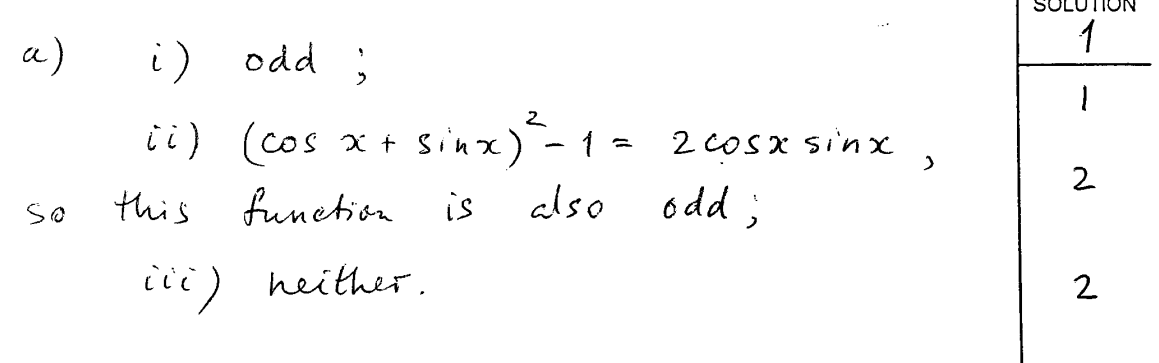 SOLUTION
1
a) i) odd ;
1
ii) (cos x + sin x)² - 1 = 2 cos x sin x ,
2
so this function is also odd ;
iii) neither.
2